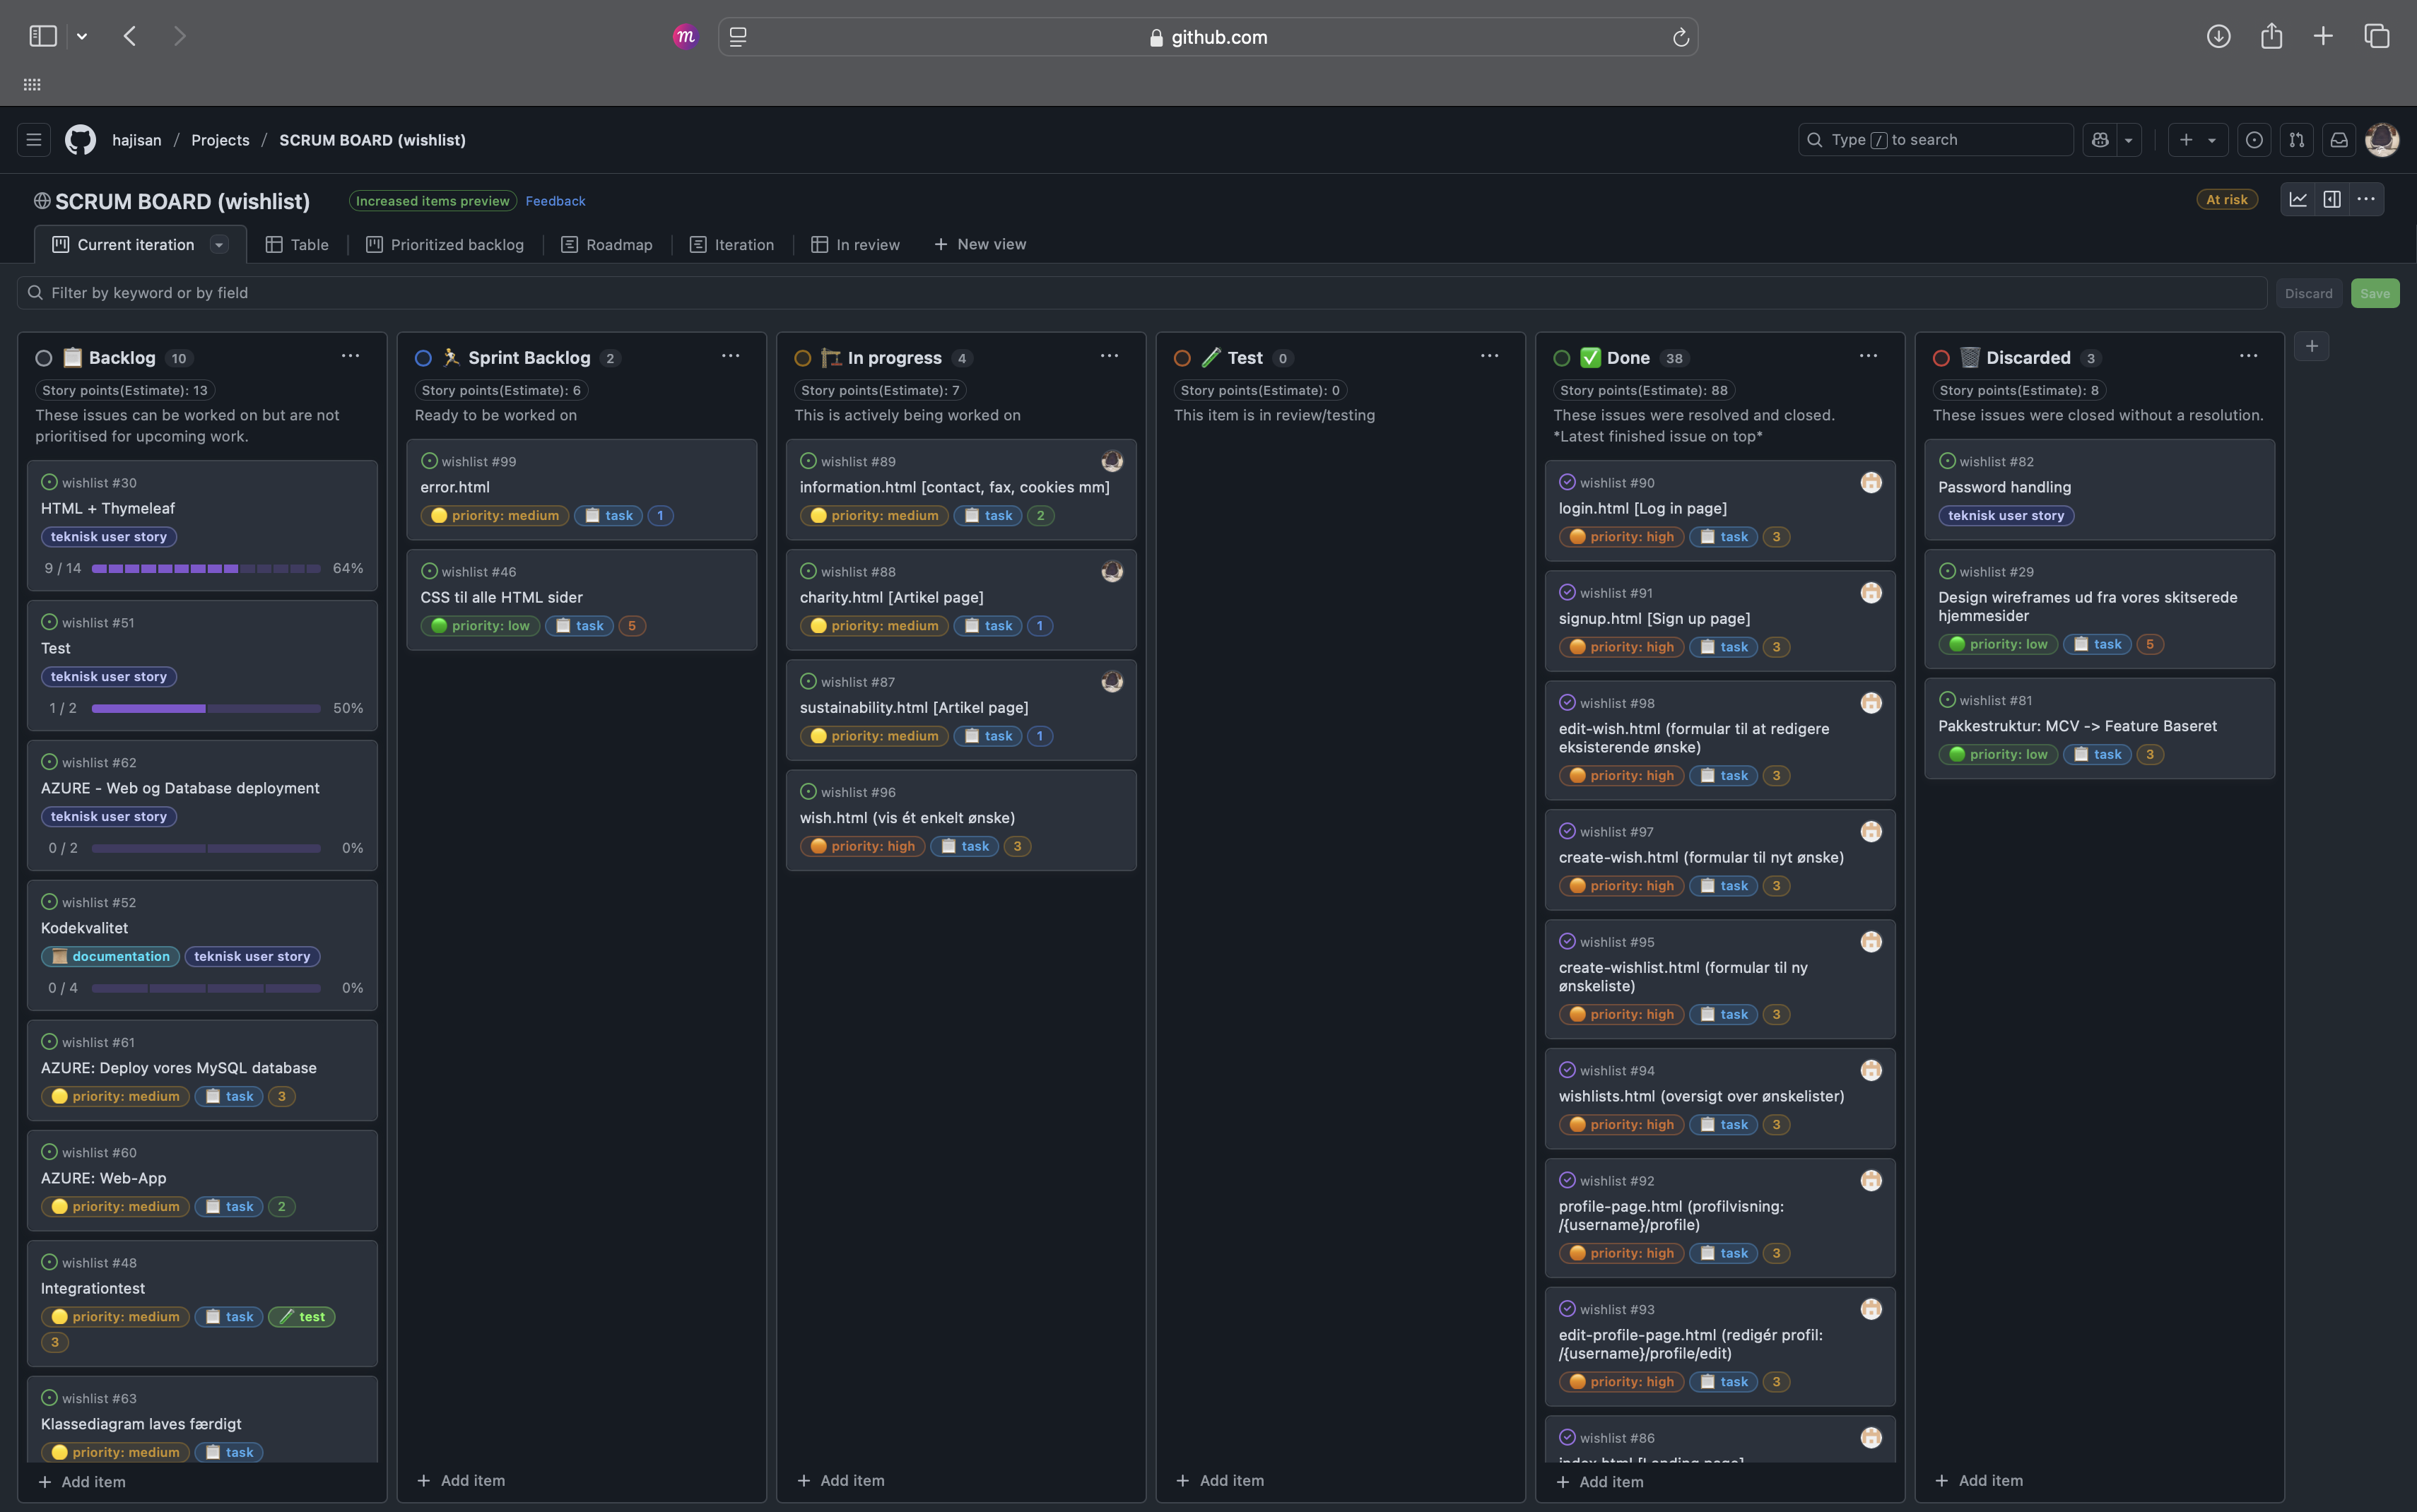 m
github.com
hajisan / Projects / SCRUM BOARD (wishlist)
Type / to search
SCRUM BOARD (wishlist)
Increased items preview
Feedback
At risk
Current iteration
Table
Prioritized backlog
Roadmap
Iteration
In review
New view
Filter by keyword or by field
Discard
Save
Backlog 10
Story points(Estimate): 13
These issues can be worked on but are not
prioritised for upcoming work.
wishlist #30
HTML + Thymeleaf
teknisk user story
9 / 14 64%
wishlist #51
Test
teknisk user story
1 / 2 50%
wishlist #62
AZURE - Web og Database deployment
teknisk user story
0 / 2 0%
wishlist #52
Kodekvalitet
documentation teknisk user story
0 / 4 0%
wishlist #61
AZURE: Deploy vores MySQL database
priority: medium task 3
wishlist #60
AZURE: Web-App
priority: medium task 2
wishlist #48
Integrationtest
priority: medium task test
3
wishlist #63
Klassediagram laves færdigt
priority: medium task
Add item
Sprint Backlog 2
Story points(Estimate): 6
Ready to be worked on
wishlist #99
error.html
priority: medium task 1
wishlist #46
CSS til alle HTML sider
priority: low task 5
Add item
In progress 4
Story points(Estimate): 7
This is actively being worked on
wishlist #89
information.html [contact, fax, cookies mm]
priority: medium task 2
wishlist #88
charity.html [Artikel page]
priority: medium task 1
wishlist #87
sustainability.html [Artikel page]
priority: medium task 1
wishlist #96
wish.html (vis ét enkelt ønske)
priority: high task 3
Add item
Test 0
Story points(Estimate): 0
This item is in review/testing
Add item
Done 38
Story points(Estimate): 88
These issues were resolved and closed.
*Latest finished issue on top*
wishlist #90
login.html [Log in page]
priority: high task 3
wishlist #91
signup.html [Sign up page]
priority: high task 3
wishlist #98
edit-wish.html (formular til at redigere
eksisterende ønske)
priority: high task 3
wishlist #97
create-wish.html (formular til nyt ønske)
priority: high task 3
wishlist #95
create-wishlist.html (formular til ny
ønskeliste)
priority: high task 3
wishlist #94
wishlists.html (oversigt over ønskelister)
priority: high task 3
wishlist #92
profile-page.html (profilvisning:
/{username}/profile)
priority: high task 3
wishlist #93
edit-profile-page.html (redigér profil:
/{username}/profile/edit)
priority: high task 3
wishlist #86
index.html [Landing page]
Add item
Discarded 3
Story points(Estimate): 8
These issues were closed without a resolution.
wishlist #82
Password handling
teknisk user story
wishlist #29
Design wireframes ud fra vores skitserede
hjemmesider
priority: low task 5
wishlist #81
Pakkestruktur: MCV -> Feature Baseret
priority: low task 3
Add item